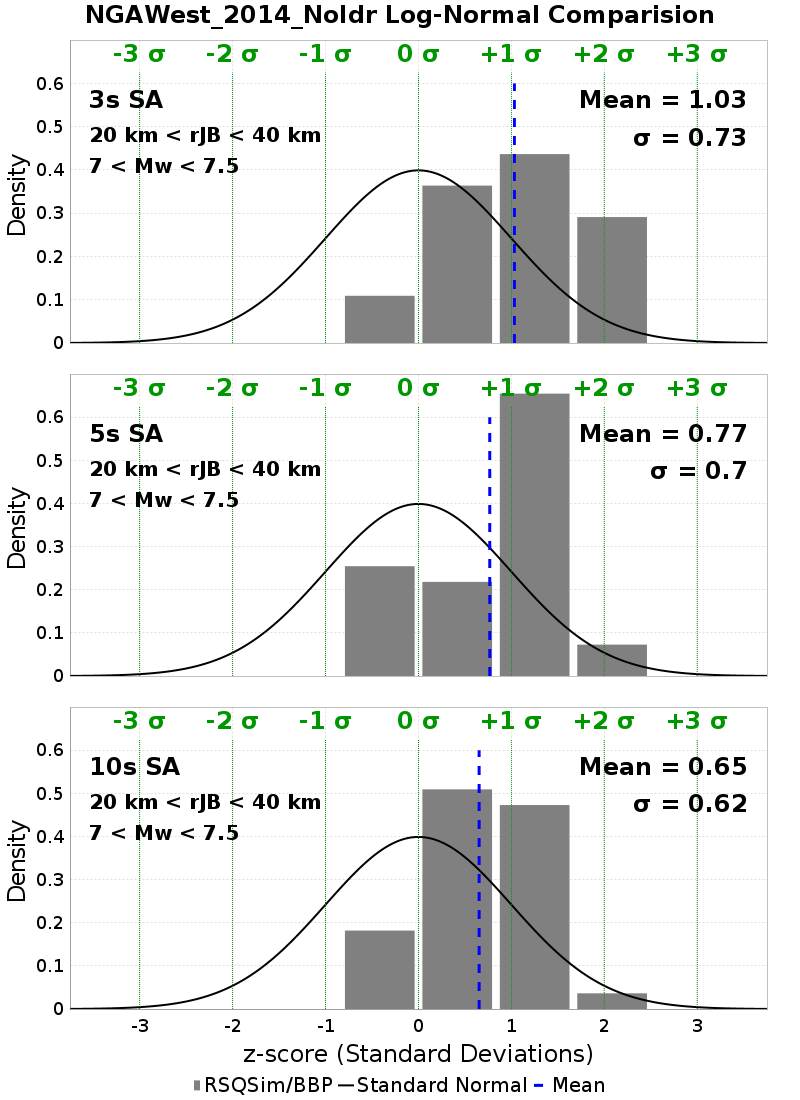 NGAWest_2014_NoIdr Log-Normal Comparision
-3 σ -2 σ -1 σ 0 σ +1 σ +2 σ +3 σ
3s SA
Mean = 1.03
20 km < rJB < 40 km
σ = 0.73
7 < Mw < 7.5
Density
0.6
0.5
0.4
0.3
0.2
0.1
0
-3 σ -2 σ -1 σ 0 σ +1 σ +2 σ +3 σ
5s SA
Mean = 0.77
20 km < rJB < 40 km
σ = 0.7
7 < Mw < 7.5
Density
0.6
0.5
0.4
0.3
0.2
0.1
0
-3 σ -2 σ -1 σ 0 σ +1 σ +2 σ +3 σ
10s SA
Mean = 0.65
20 km < rJB < 40 km
σ = 0.62
7 < Mw < 7.5
Density
0.6
0.5
0.4
0.3
0.2
0.1
0
-3 -2 -1 0 1 2 3
z-score (Standard Deviations)
RSQSim/BBP Standard Normal Mean